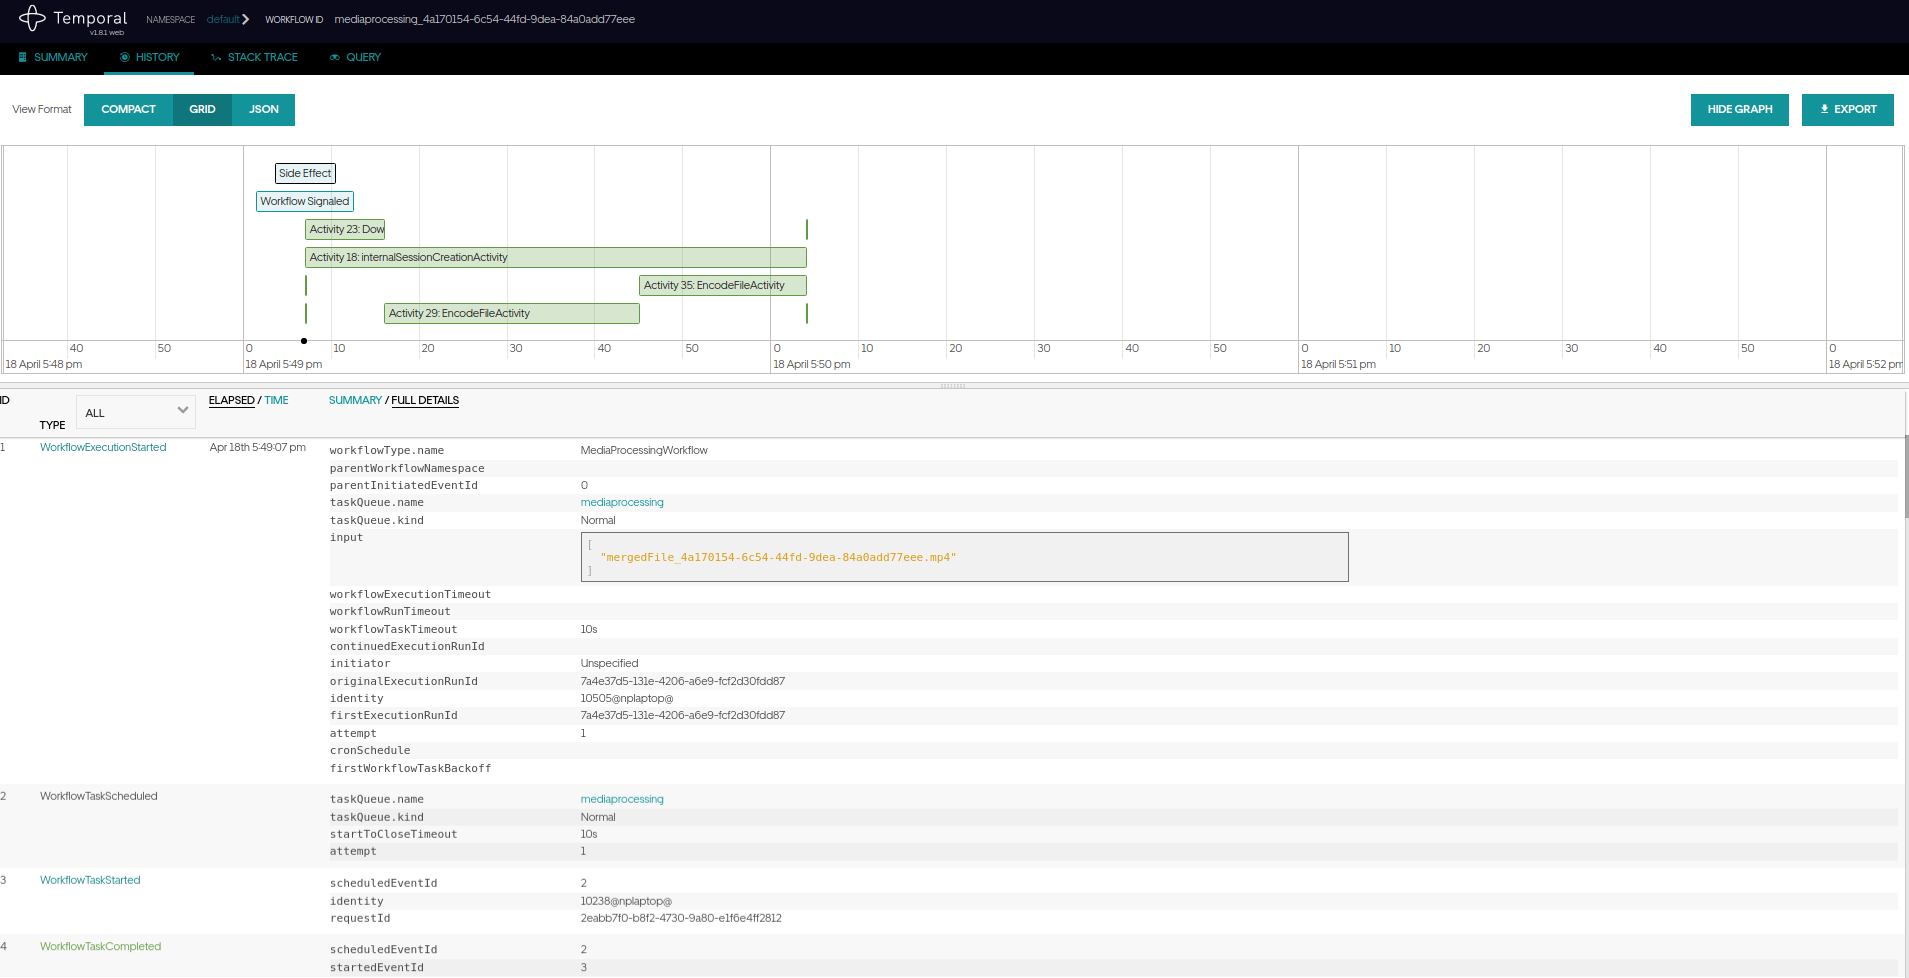 Temporal NAMESPACE default WORKFLOW ID mediaprocessing_4a170154-6c54-44fd-9dea-84a0add77eee
v1.8.1 web
SUMMARY HISTORY STACK TRACE QUERY
View Format COMPACT GRID JSON HIDE GRAPH EXPORT
Side Effect
Workflow Signaled
Activity 23: Dow
Activity 18: internalSessionCreationActivity
Activity 35: EncodeFileActivity
Activity 29: EncodeFileActivity
40 50 0 10 20 30 40 50 0 10 20 30 40 50 0 10 20 30 40 50 0
18 April 5:48 pm 18 April 5:49 pm 18 April 5:50 pm 18 April 5:51 pm 18 April 5:52 pm
ID TYPE ALL ELAPSED / TIME SUMMARY / FULL DETAILS
1 WorkflowExecutionStarted Apr 18th 5:49:07 pm workflowType.name MediaProcessingWorkflow
parentWorkflowNamespace
parentInitiatedEventId 0
taskQueue.name mediaprocessing
taskQueue.kind Normal
input [
"mergedFile_4a170154-6c54-44fd-9dea-84a0add77eee.mp4"
]
workflowExecutionTimeout
workflowRunTimeout
workflowTaskTimeout 10s
continuedExecutionRunId
initiator Unspecified
originalExecutionRunId 7a4e37d5-131e-4206-a6e9-fcf2d30fdd87
identity 10505@nplaptop@
firstExecutionRunId 7a4e37d5-131e-4206-a6e9-fcf2d30fdd87
attempt 1
cronSchedule
firstWorkflowTaskBackoff
2 WorkflowTaskScheduled taskQueue.name mediaprocessing
taskQueue.kind Normal
startToCloseTimeout 10s
attempt 1
3 WorkflowTaskStarted scheduledEventId 2
identity 10238@nplaptop@
requestId 2eabb7f0-b8f2-4730-9a80-e1f6e4ff2812
4 WorkflowTaskCompleted scheduledEventId 2
startedEventId 3